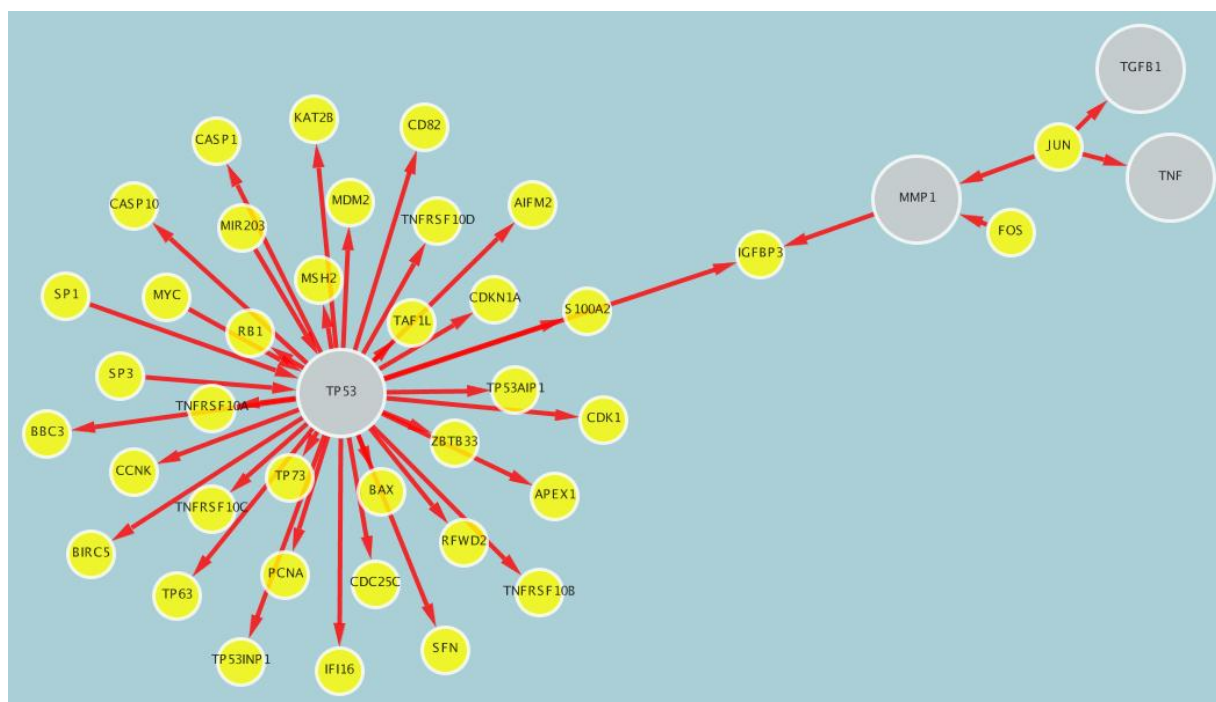 TGFB1
KAT2B
CD82
CASP1
JUN
TNF
MMP1
CASP10
MDM2
AIFM2
TNFRSF10D
MIR203
FOS
IGFBP3
MSH2
SP1
MYC
CDKN1A
S100A2
TAF1L
RB1
SP3
TP53
TP53AIP1
TNFRSF10A
CDK1
BBC3
ZBTB33
CCNK
TP73
BAX
APEX1
TNFRSF10C
RFWD2
BIRC5
PCNA
CDC25C
TNFRSF10B
TP63
SFN
TP53INP1
IFI16